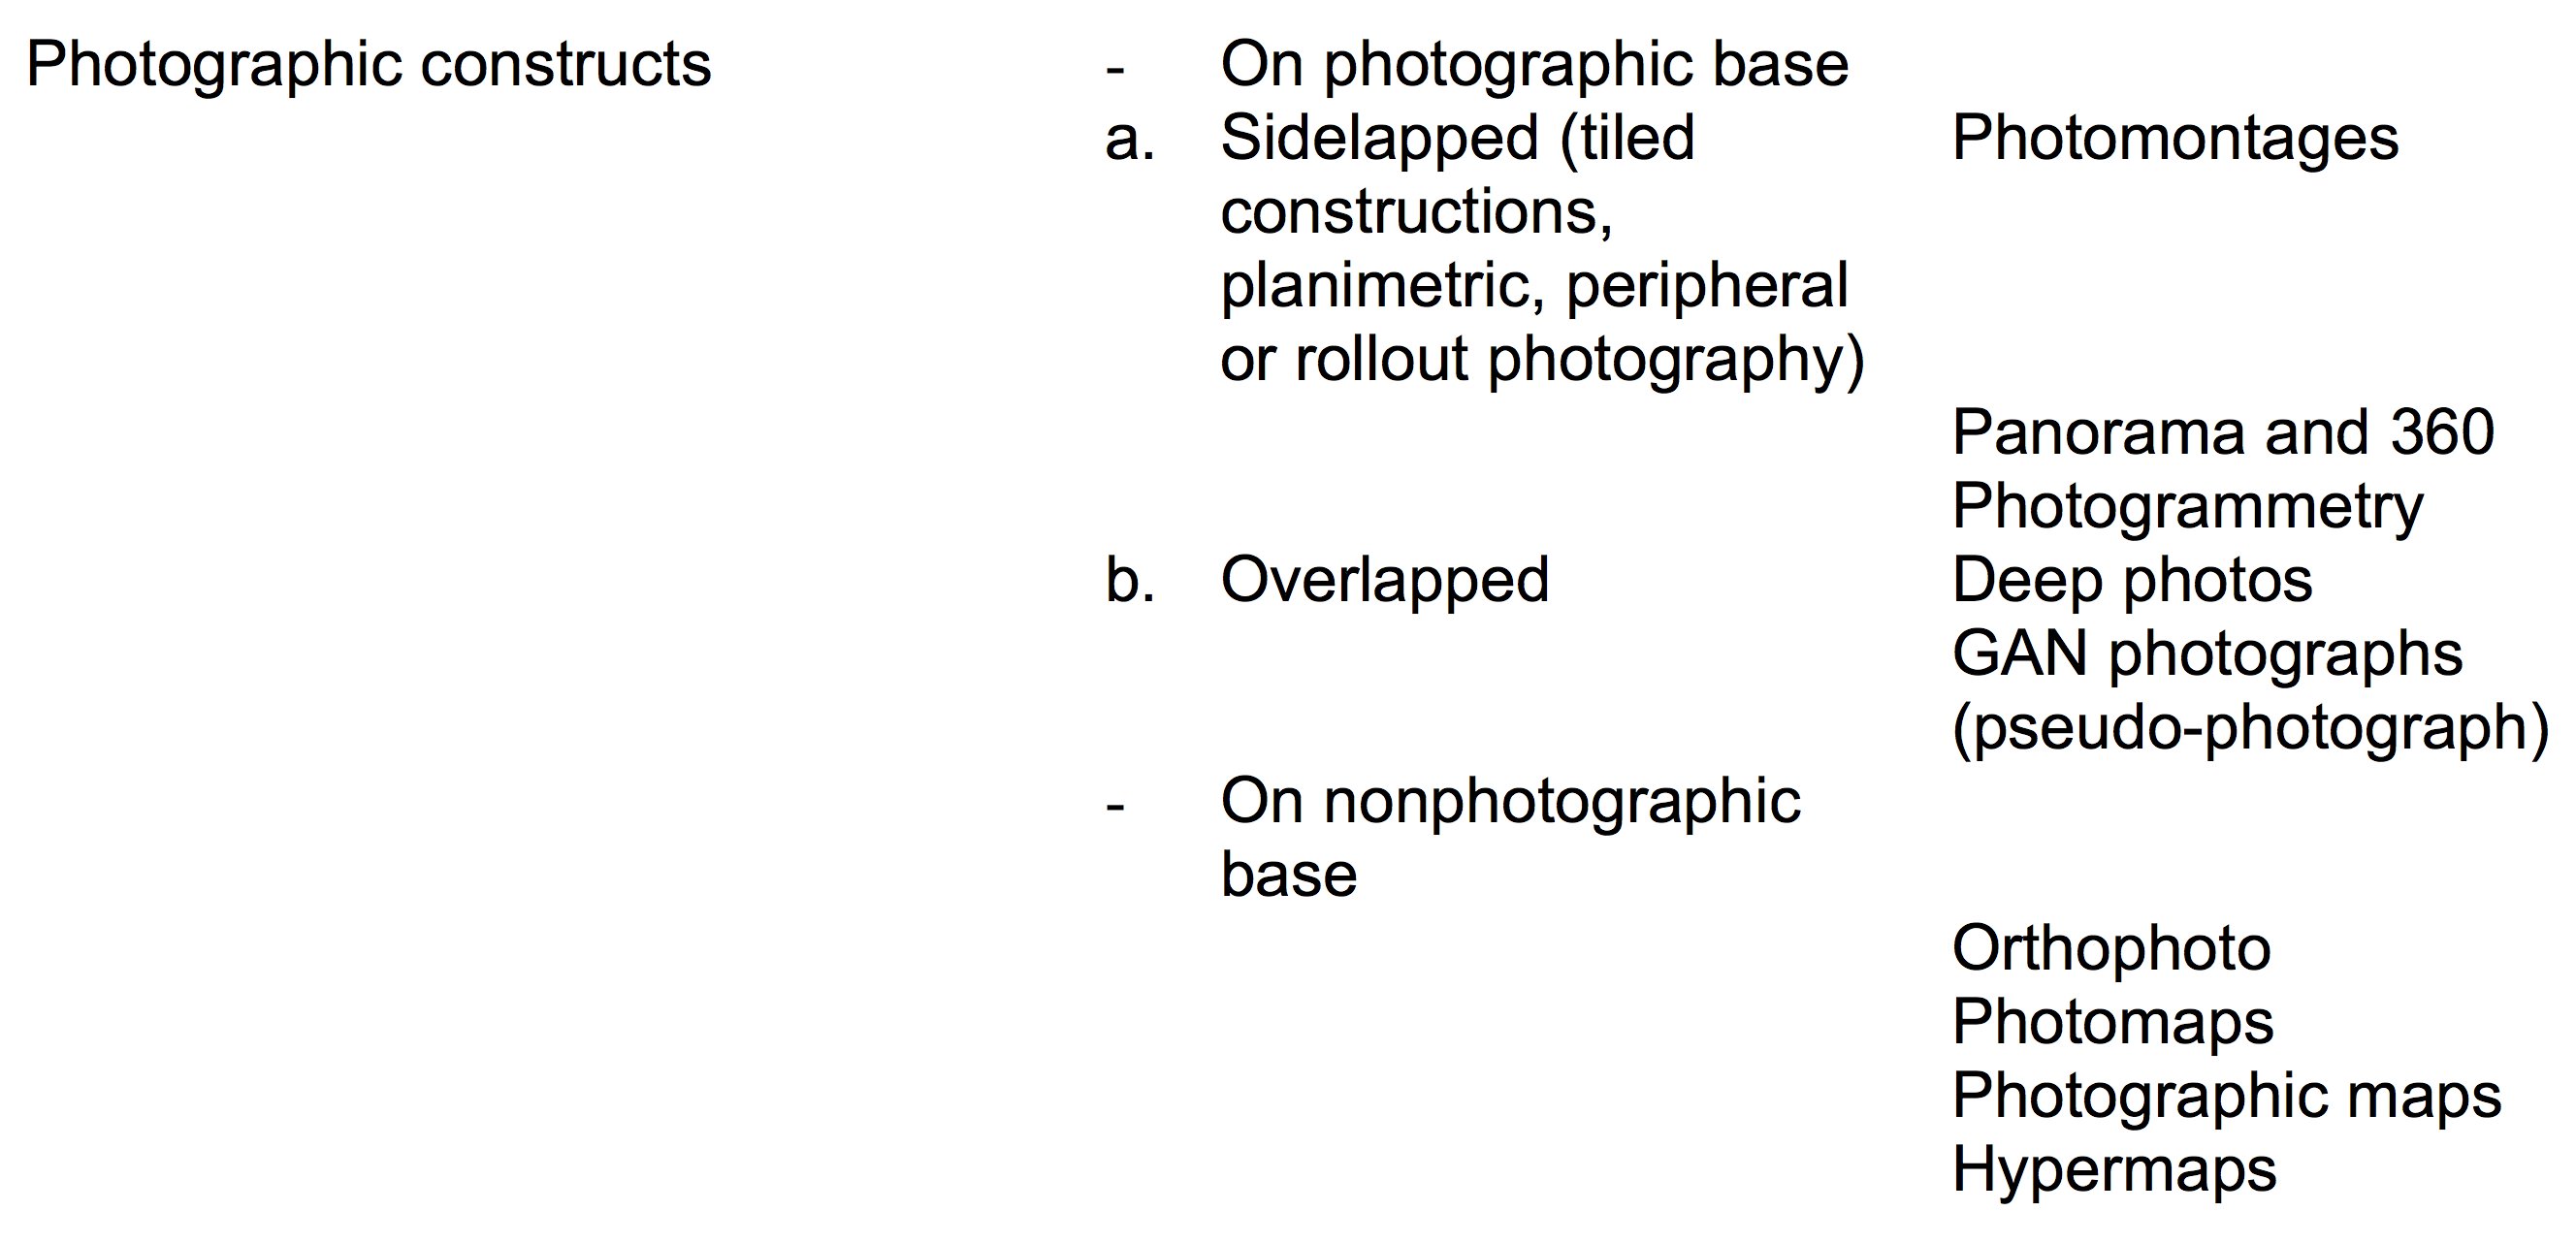 Photographic constructs - On photographic base
a. Sidelapped (tiled Photomontages
constructions,
planimetric, peripheral
or rollout photography)
Panorama and 360
Photogrammetry
b. Overlapped Deep photos
GAN photographs
(pseudo-photograph)
- On nonphotographic
base
Orthophoto
Photomaps
Photographic maps
Hypermaps